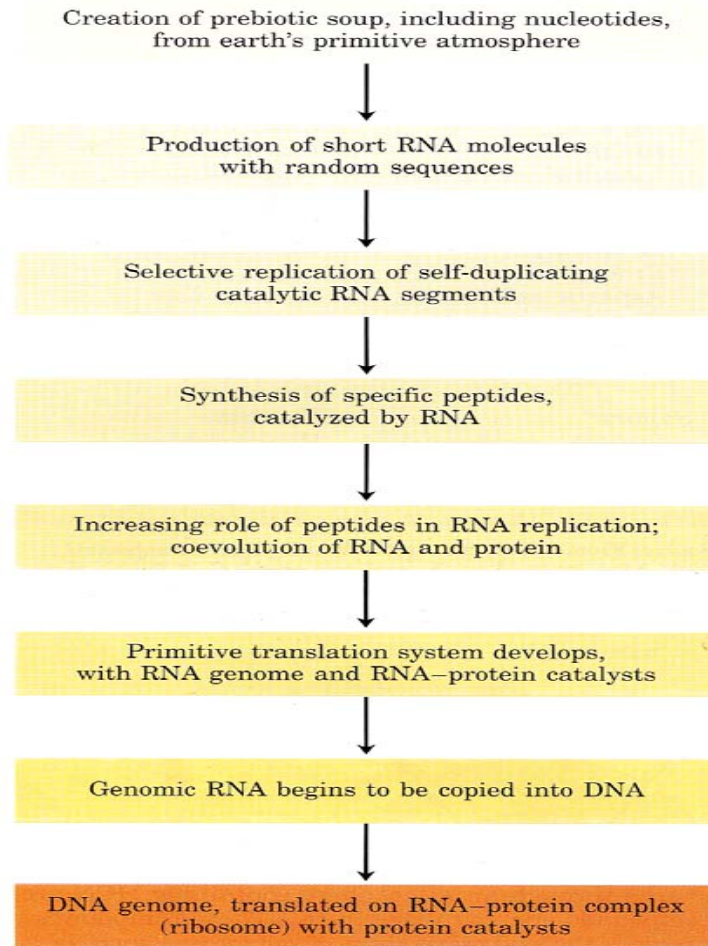 Creation of prebiotic soup, including nucleotides,
from earth's primitive atmosphere
Production of short RNA molecules
with random sequences
Selective replication of self-duplicating
catalytic RNA segments
Synthesis of specific peptides,
catalyzed by RNA
Increasing role of peptides in RNA replication;
coevolution of RNA and protein
Primitive translation system develops,
with RNA genome and RNA–protein catalysts
Genomic RNA begins to be copied into DNA
DNA genome, translated on RNA–protein complex
(ribosome) with protein catalysts